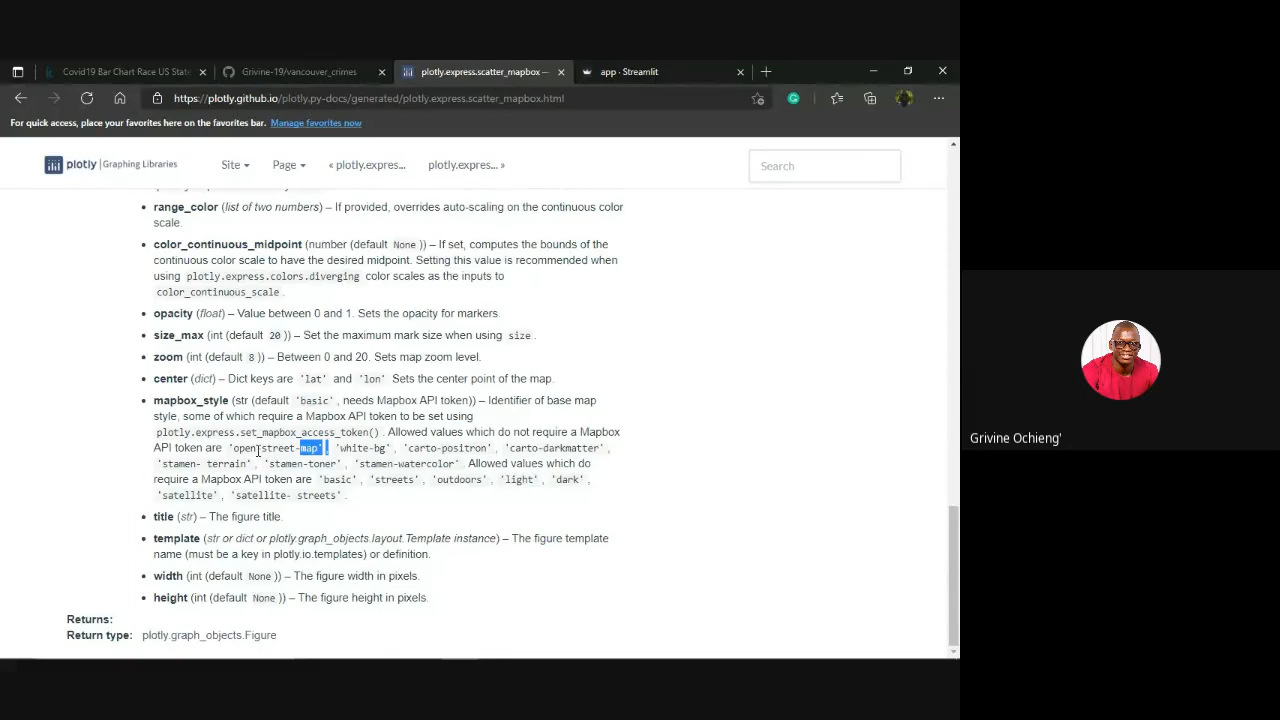 Covid19 Bar Chart Race US State
Grivine-19/vancouver_crimes
plotly.express.scatter_mapbox —
app · Streamlit
https://plotly.github.io/plotly.py-docs/generated/plotly.express.scatter_mapbox.html
For quick access, place your favorites here on the favorites bar. Manage favorites now
plotly | Graphing Libraries Site Page « plotly.expres... plotly.expres... » Search
range_color (list of two numbers) – If provided, overrides auto-scaling on the continuous color
scale.
color_continuous_midpoint (number (default None)) – If set, computes the bounds of the
continuous color scale to have the desired midpoint. Setting this value is recommended when
using plotly.express.colors.diverging color scales as the inputs to
color_continuous_scale.
opacity (float) – Value between 0 and 1. Sets the opacity for markers.
size_max (int (default 20)) – Set the maximum mark size when using size.
zoom (int (default 8)) – Between 0 and 20. Sets map zoom level.
center (dict) – Dict keys are 'lat' and 'lon' Sets the center point of the map.
mapbox_style (str (default 'basic', needs Mapbox API token)) – Identifier of base map
style, some of which require a Mapbox API token to be set using
plotly.express.set_mapbox_access_token(). Allowed values which do not require a Mapbox
API token are 'open-street-map', 'white-bg', 'carto-positron', 'carto-darkmatter',
'stamen- terrain', 'stamen-toner', 'stamen-watercolor'. Allowed values which do
require a Mapbox API token are 'basic', 'streets', 'outdoors', 'light', 'dark',
'satellite', 'satellite- streets'.
title (str) – The figure title.
template (str or dict or plotly.graph_objects.layout.Template instance) – The figure template
name (must be a key in plotly.io.templates) or definition.
width (int (default None)) – The figure width in pixels.
height (int (default None)) – The figure height in pixels.
Returns:
Return type: plotly.graph_objects.Figure
Grivine Ochieng'